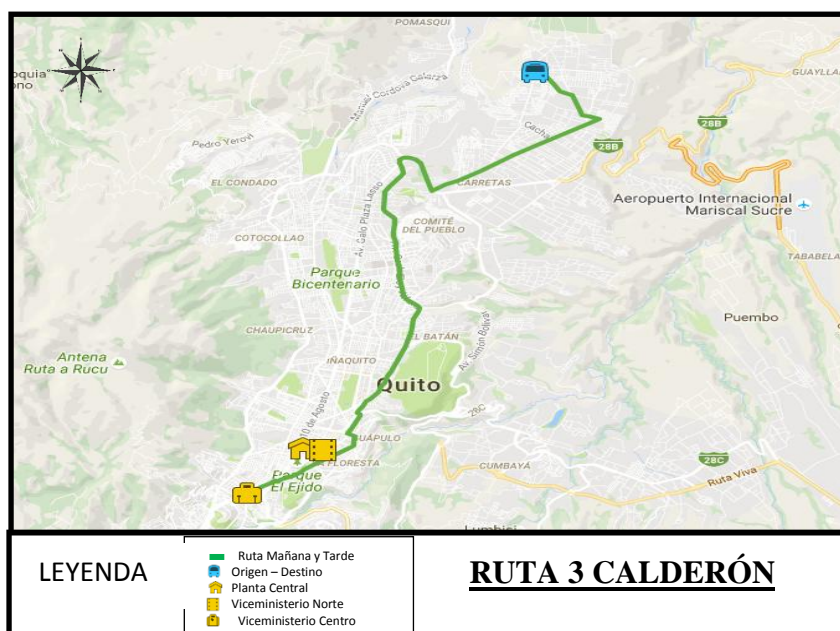 POMASQUI
GUAYLLA
Manuel Cordova Galarza
28B
Pedro Yerovi
28B
EL CONDADO
CARRETAS
Aeropuerto Internacional
Mariscal Sucre
Av. Galo Plaza Lasso
COMITÉ
DEL PUEBLO
COTOCOLLAO
TABABELA
Parque
Bicentenario
Puembo
CHAUPICRUZ
EL BATÁN
Av. Simón Bolívar
Antena
Ruta a Rucu
IÑAQUITO
Quito
10 de Agosto
28C
GUÁPULO
LA FLORESTA
28C
CUMBAYÁ
Parque
El Ejido
Ruta Viva
Lumbisí
LEYENDA
Ruta Mañana y Tarde
Origen – Destino
Planta Central
Viceministerio Norte
Viceministerio Centro
RUTA 3 CALDERÓN